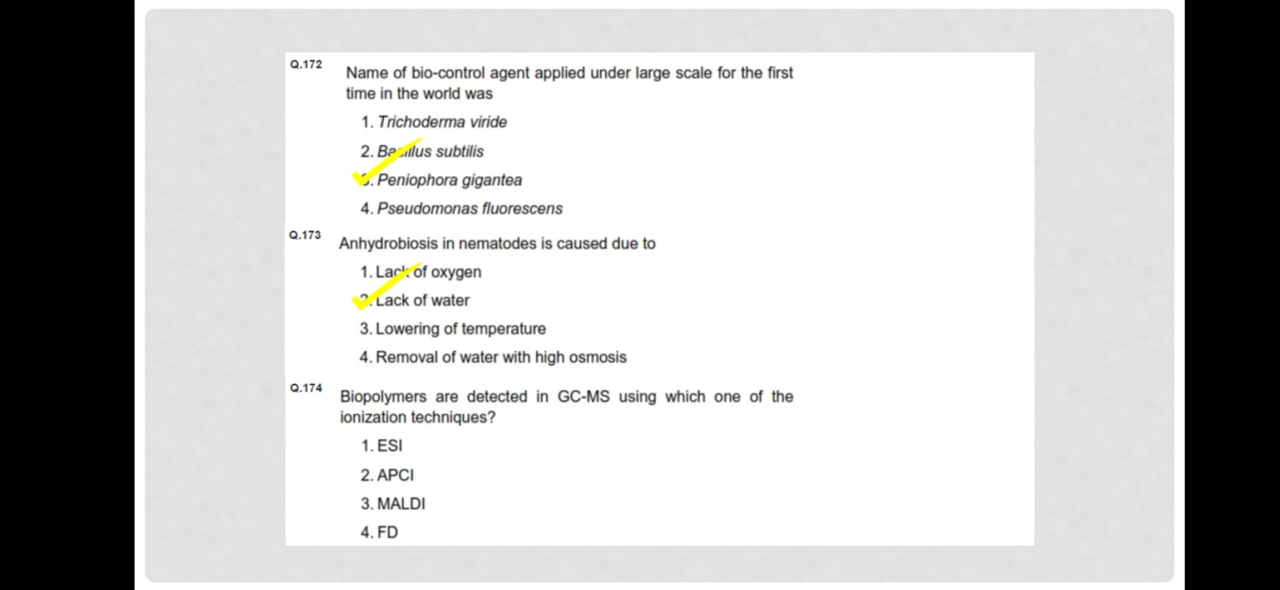 Q.172
Name of bio-control agent applied under large scale for the first
time in the world was
1. Trichoderma viride
2. Bacillus subtilis
3. Peniophora gigantea
4. Pseudomonas fluorescens
Q.173
Anhydrobiosis in nematodes is caused due to
1. Lack of oxygen
2. Lack of water
3. Lowering of temperature
4. Removal of water with high osmosis
Q.174
Biopolymers are detected in GC-MS using which one of the
ionization techniques?
1. ESI
2. APCI
3. MALDI
4. FD